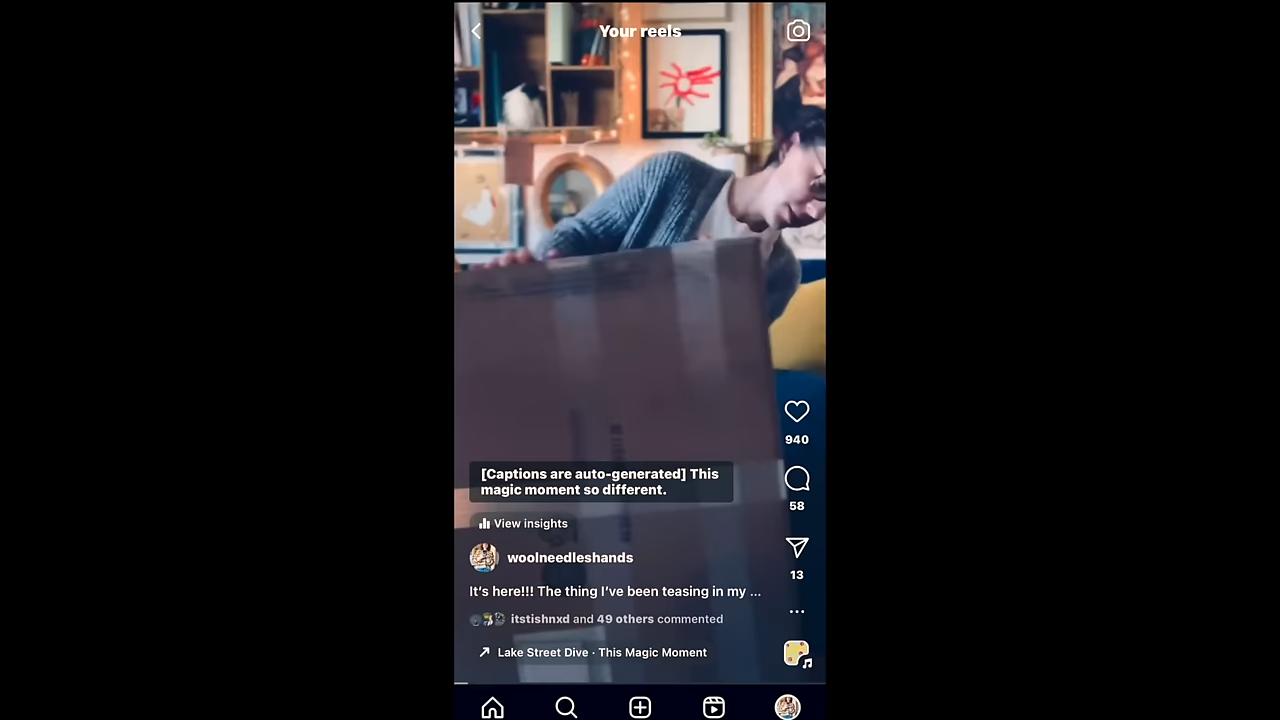 Your reels
940
[Captions are auto-generated] This
magic moment so different.
58
View insights
woolneedleshands
13
It's here!!! The thing I've been teasing in my ...
itstishnxd and 49 others commented
Lake Street Dive · This Magic Moment